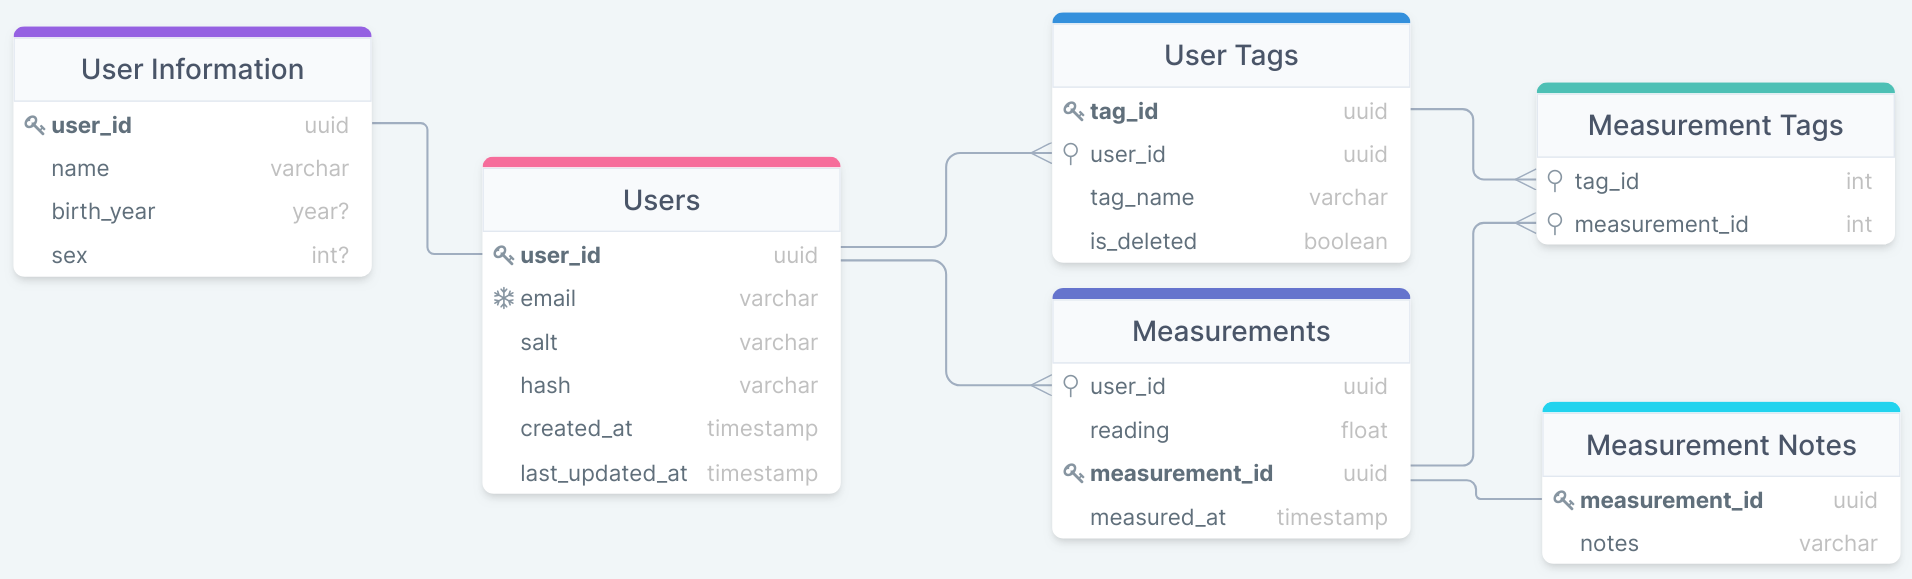 User Information
user_id uuid
name varchar
birth_year year?
sex int?
Users
user_id uuid
email varchar
salt varchar
hash varchar
created_at timestamp
last_updated_at timestamp
User Tags
tag_id uuid
user_id uuid
tag_name varchar
is_deleted boolean
Measurements
user_id uuid
reading float
measurement_id uuid
measured_at timestamp
Measurement Tags
tag_id int
measurement_id int
Measurement Notes
measurement_id uuid
notes varchar